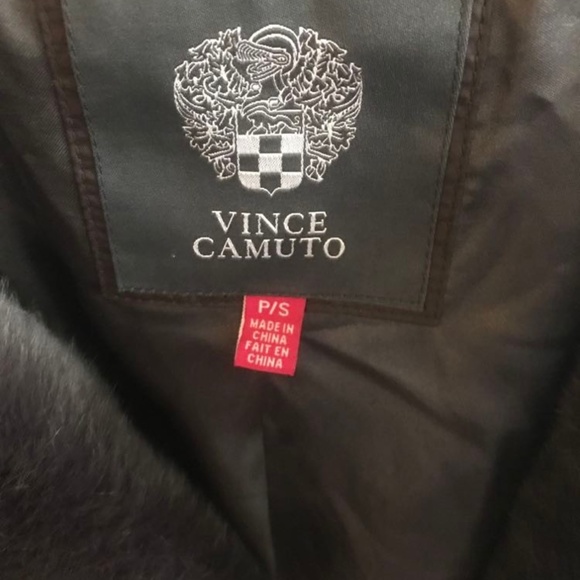 VINCE
CAMUTO
P/S
MADE IN
CHINA
FAIT EN
CHINA